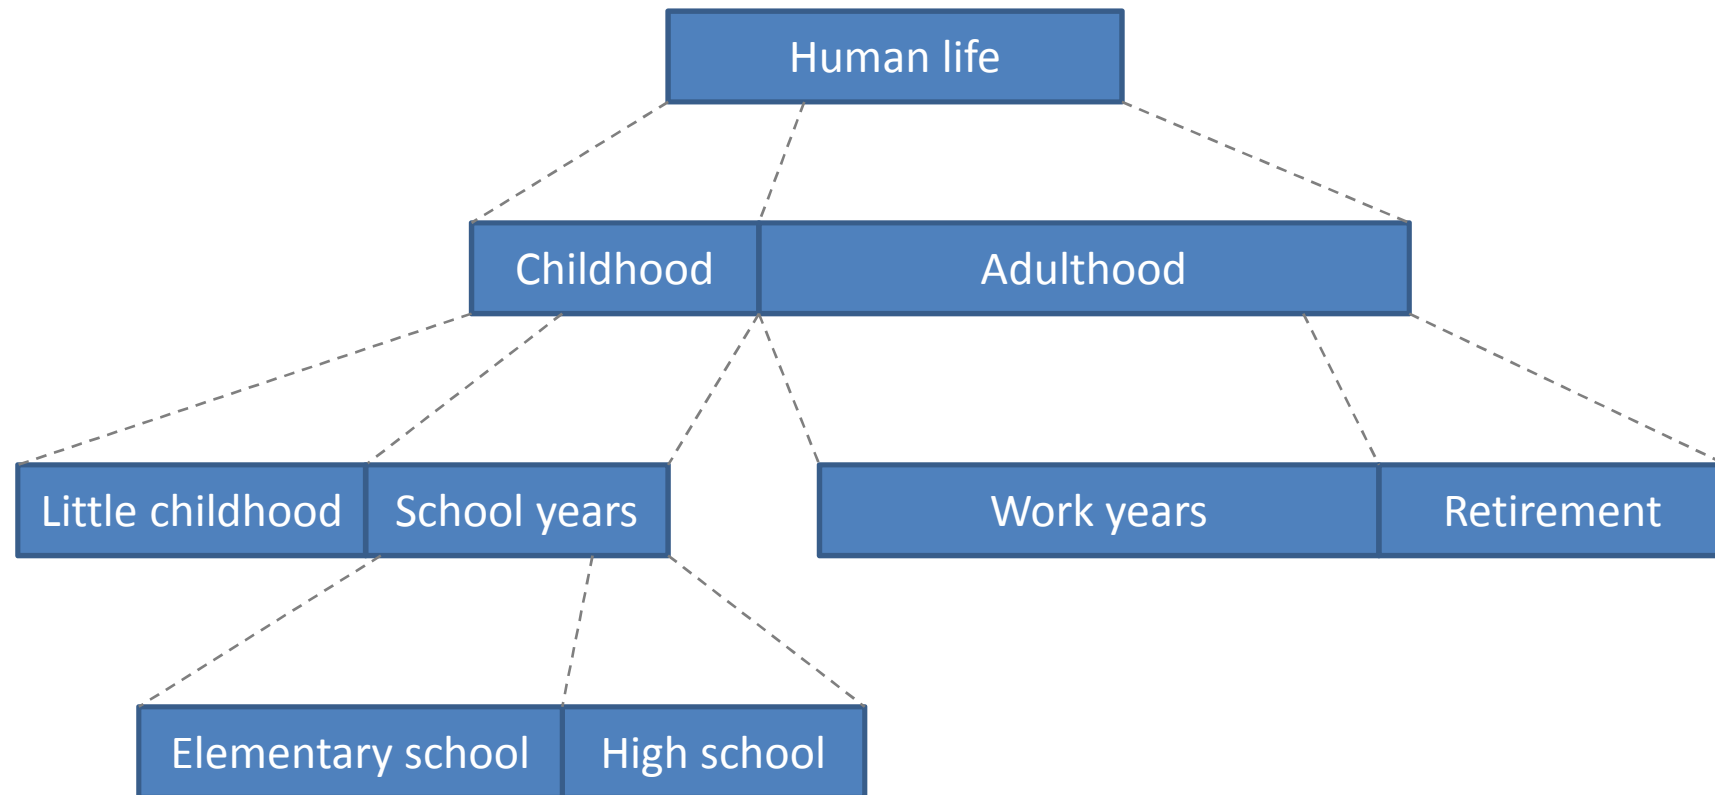 Human life
Childhood
Adulthood
Little childhood
School years
Work years
Retirement
Elementary school
High school